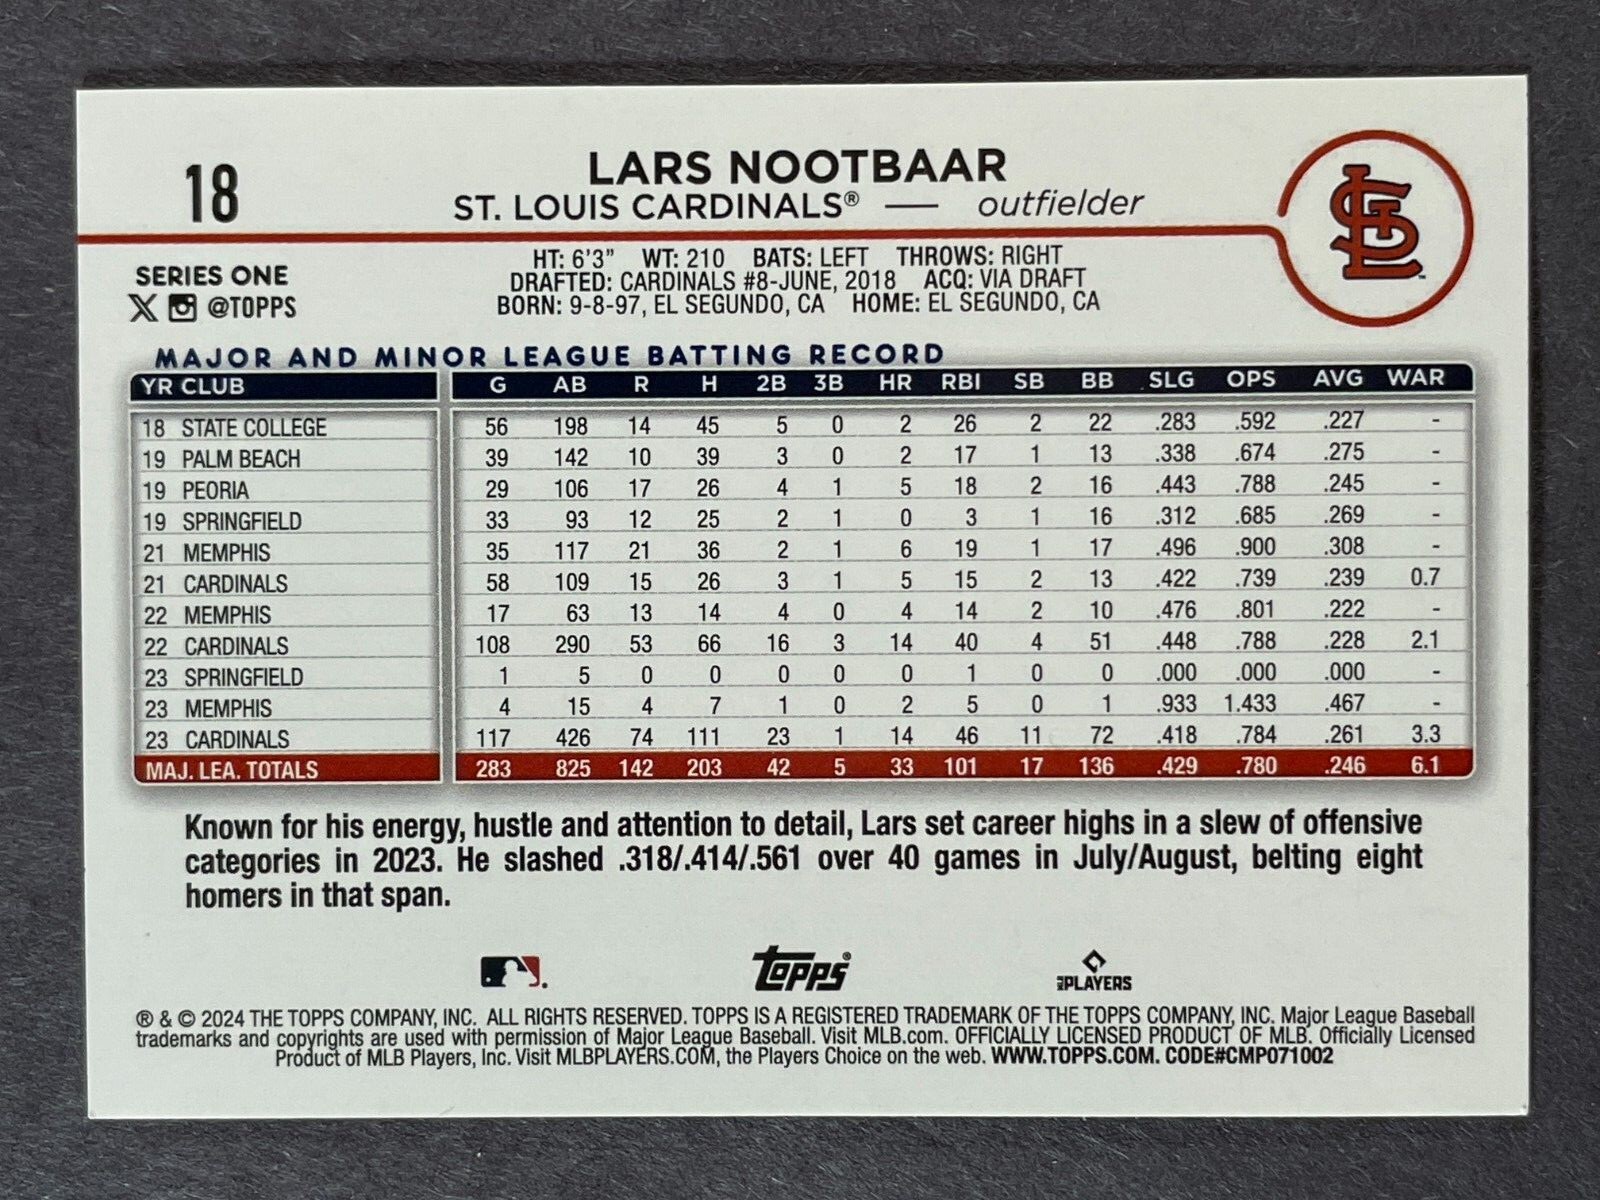 18
LARS NOOTBAAR
ST. LOUIS CARDINALS® — outfielder
STL™
SERIES ONE
@TOPPS
HT: 6'3" WT: 210 BATS: LEFT THROWS: RIGHT
DRAFTED: CARDINALS #8-JUNE, 2018 ACQ: VIA DRAFT
BORN: 9-8-97, EL SEGUNDO, CA HOME: EL SEGUNDO, CA
MAJOR AND MINOR LEAGUE BATTING RECORD
YR CLUB G AB R H 2B 3B HR RBI SB BB SLG OPS AVG WAR
18 STATE COLLEGE 56 198 14 45 5 0 2 26 2 22 .283 .592 .227 -
19 PALM BEACH 39 142 10 39 3 0 2 17 1 13 .338 .674 .275 -
19 PEORIA 29 106 17 26 4 1 5 18 2 16 .443 .788 .245 -
19 SPRINGFIELD 33 93 12 25 2 1 0 3 1 16 .312 .685 .269 -
21 MEMPHIS 35 117 21 36 2 1 6 19 1 17 .496 .900 .308 -
21 CARDINALS 58 109 15 26 3 1 5 15 2 13 .422 .739 .239 0.7
22 MEMPHIS 17 63 13 14 4 0 4 14 2 10 .476 .801 .222 -
22 CARDINALS 108 290 53 66 16 3 14 40 4 51 .448 .788 .228 2.1
23 SPRINGFIELD 1 5 0 0 0 0 0 1 0 0 .000 .000 .000 -
23 MEMPHIS 4 15 4 7 1 0 2 5 0 1 .933 1.433 .467 -
23 CARDINALS 117 426 74 111 23 1 14 46 11 72 .418 .784 .261 3.3
MAJ. LEA. TOTALS 283 825 142 203 42 5 33 101 17 136 .429 .780 .246 6.1
Known for his energy, hustle and attention to detail, Lars set career highs in a slew of offensive
categories in 2023. He slashed .318/.414/.561 over 40 games in July/August, belting eight
homers in that span.
topps®
MLB PLAYERS
® & © 2024 THE TOPPS COMPANY, INC. ALL RIGHTS RESERVED. TOPPS IS A REGISTERED TRADEMARK OF THE TOPPS COMPANY, INC. Major League Baseball
trademarks and copyrights are used with permission of Major League Baseball. Visit MLB.com. OFFICIALLY LICENSED PRODUCT OF MLB. Officially Licensed
Product of MLB Players, Inc. Visit MLBPLAYERS.COM, the Players Choice on the web. WWW.TOPPS.COM. CODE#CMP071002